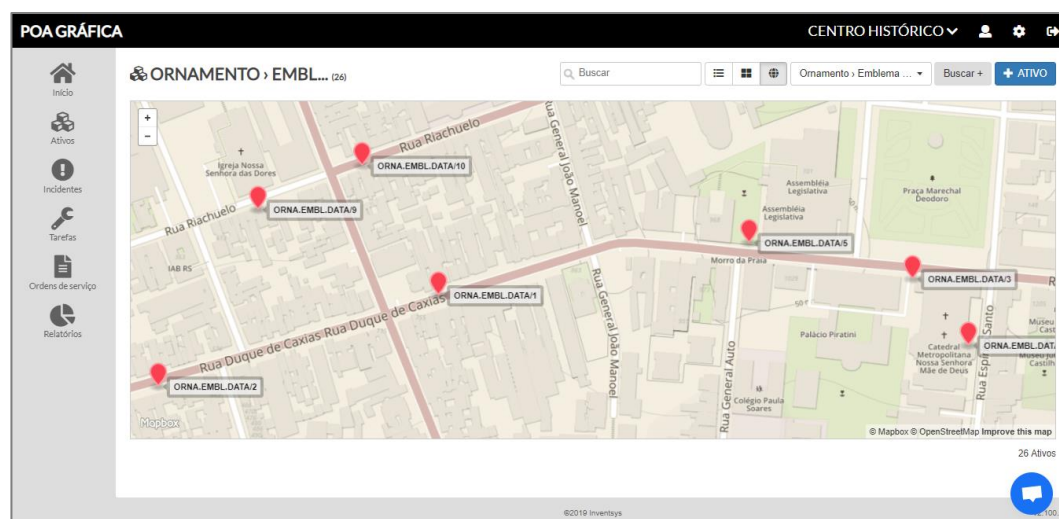 POA GRÁFICA
CENTRO HISTÓRICO
Início
Ativos
Incidentes
Tarefas
Ordens de serviço
Relatórios
ORNAMENTO › EMBL... (26)
Buscar
Ornamento › Emblema ...
Buscar +
+ ATIVO
+
-
Rua Riachuelo
Rua General João Manoel
Igreja Nossa
Senhora das Dores
ORNA.EMBL.DATA/10
Assembléia
Legislativa
Praça Marechal
Deodoro
Rua Riachuelo
ORNA.EMBL.DATA/9
Assembléia
Legislativa
ORNA.EMBL.DATA/5
IAB RS
Morro da Praia
ORNA.EMBL.DATA/3
ORNA.EMBL.DATA/1
Rua General João Manoel
Rua Duque de Caxias Rua Duque de Caxias
Palácio Piratini
Catedral
Metropolitana
Nossa Senhora
Mãe de Deus
ORNA.EMBL.DAT
Rua General Auto
ORNA.EMBL.DATA/2
Colégio Paula
Soares
Mapbox
© Mapbox © OpenStreetMap Improve this map
26 Ativos
©2019 Inventsys